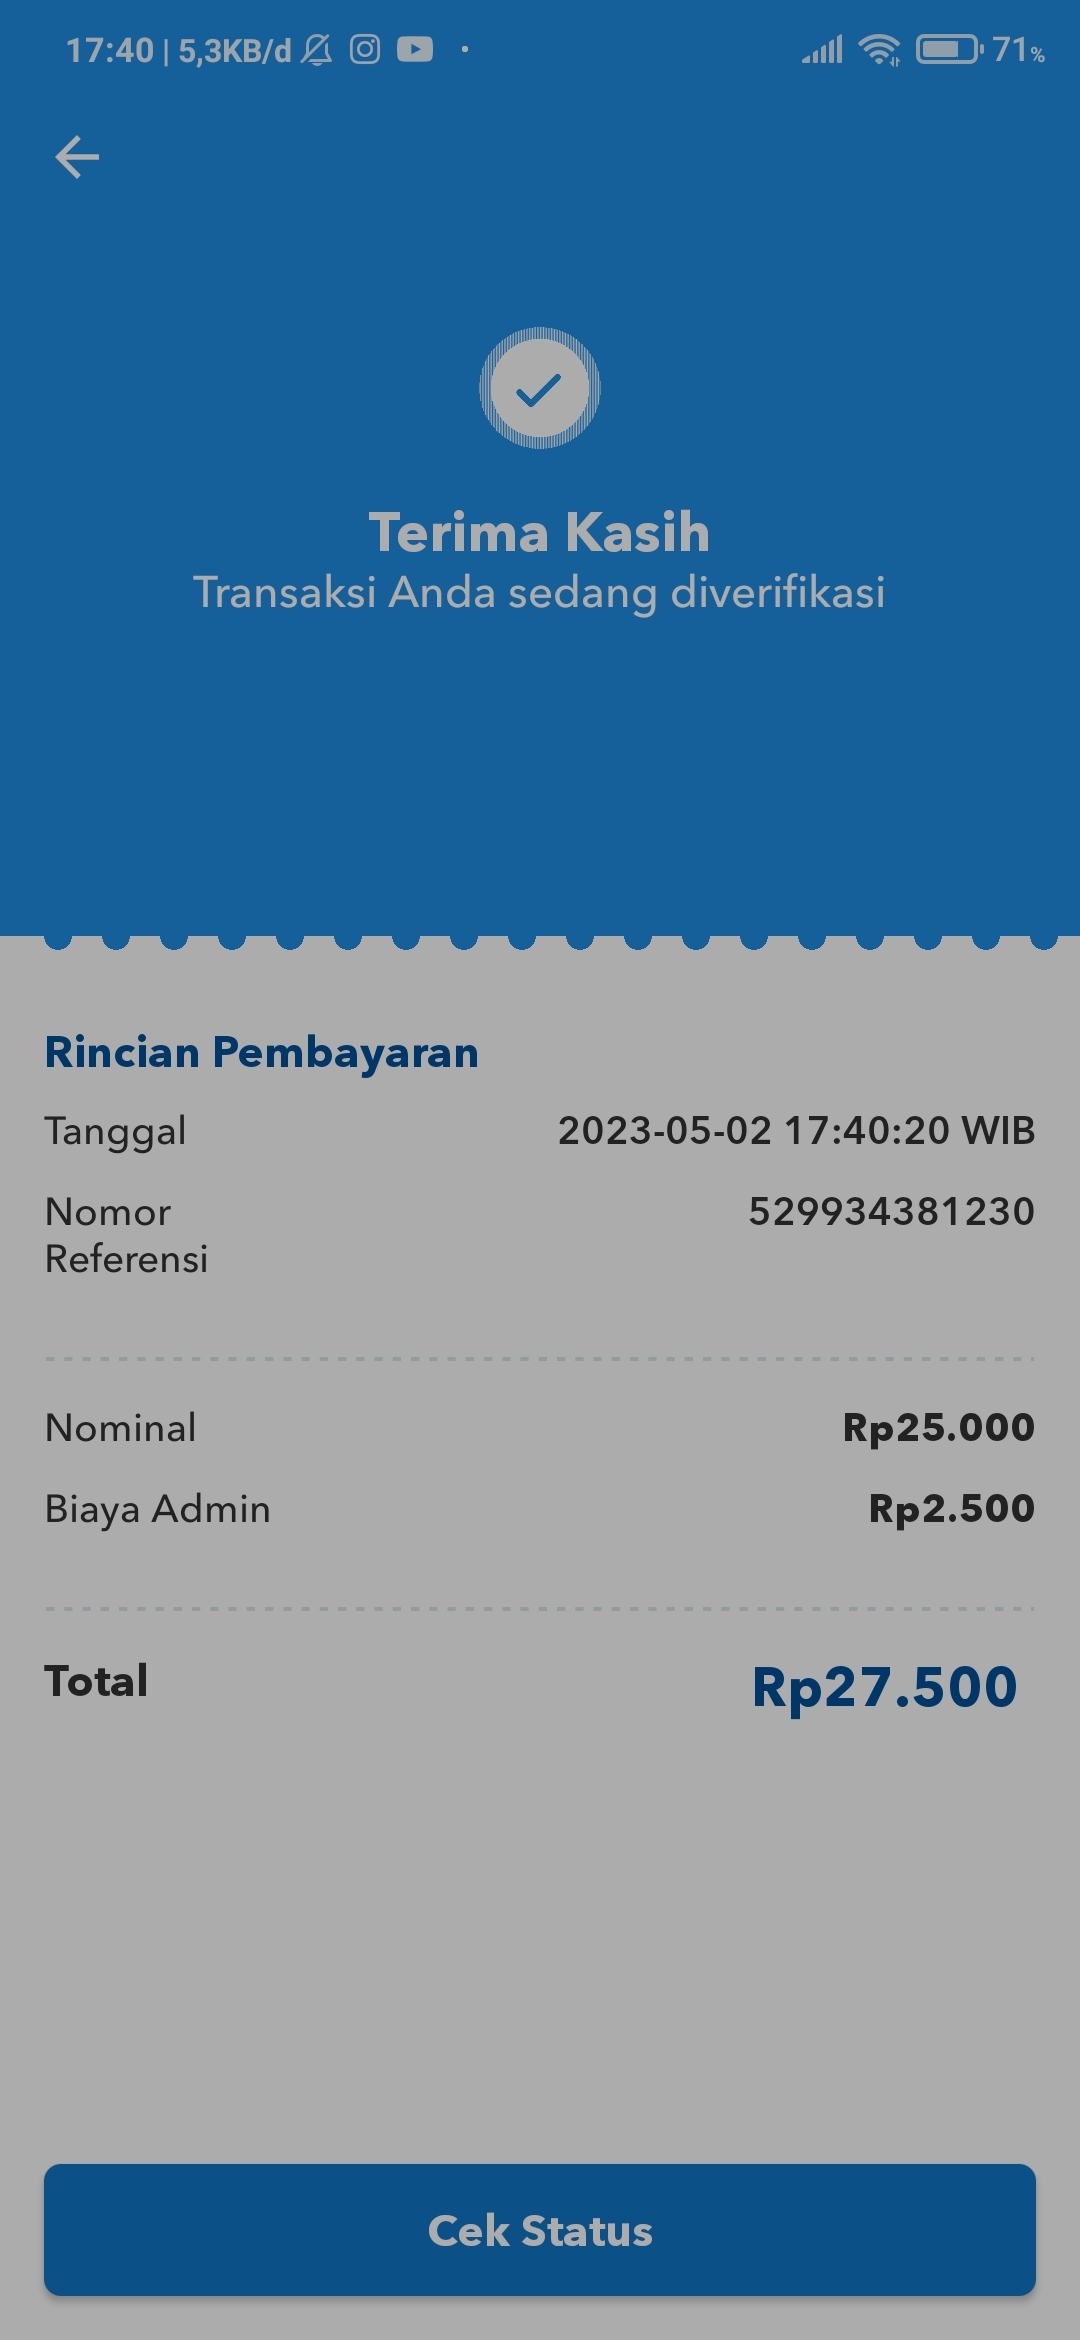 17:40 | 5,3KB/d 71%
Terima Kasih
Transaksi Anda sedang diverifikasi
Rincian Pembayaran
Tanggal 2023-05-02 17:40:20 WIB
Nomor 529934381230
Referensi
Nominal Rp25.000
Biaya Admin Rp2.500
Total Rp27.500
Cek Status